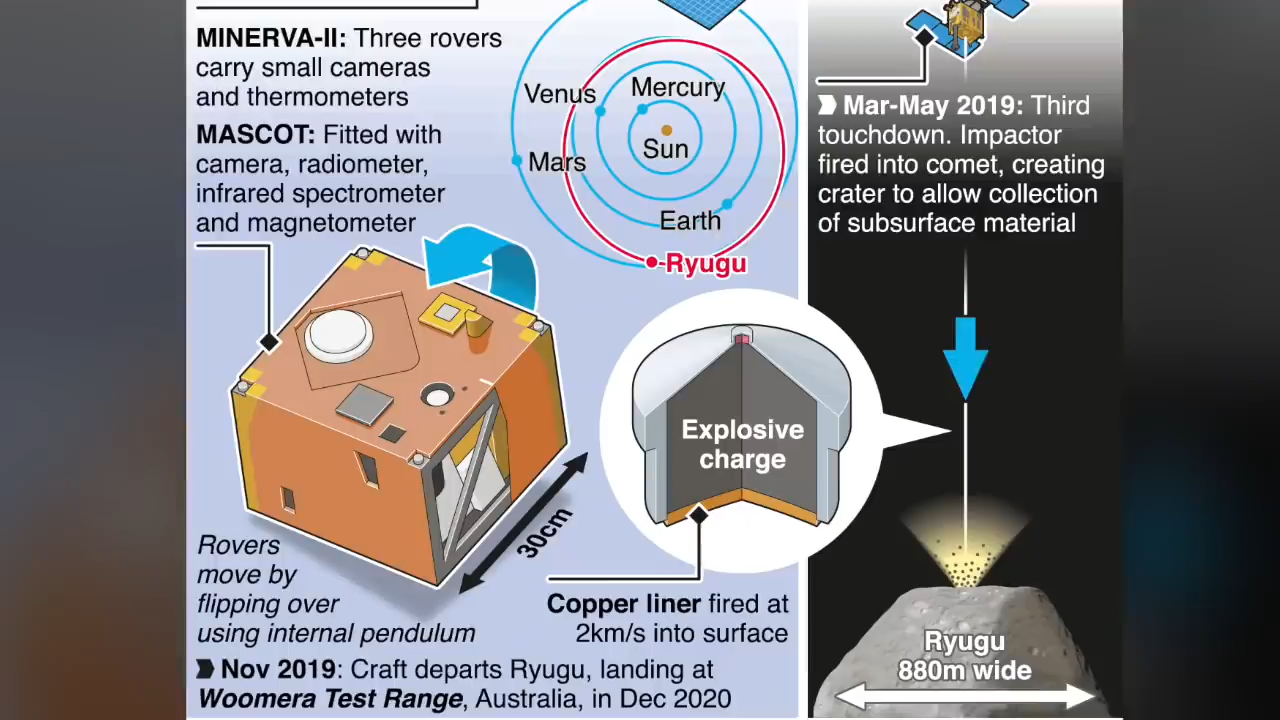 MINERVA-II: Three rovers
carry small cameras
and thermometers
MASCOT: Fitted with
camera, radiometer,
infrared spectrometer
and magnetometer
Venus
Mercury
Sun
Mars
Earth
Ryugu
Mar-May 2019: Third
touchdown. Impactor
fired into comet, creating
crater to allow collection
of subsurface material
Explosive
charge
30cm
Rovers
move by
flipping over
using internal pendulum
Copper liner fired at
2km/s into surface
Ryugu
880m wide
Nov 2019: Craft departs Ryugu, landing at
Woomera Test Range, Australia, in Dec 2020